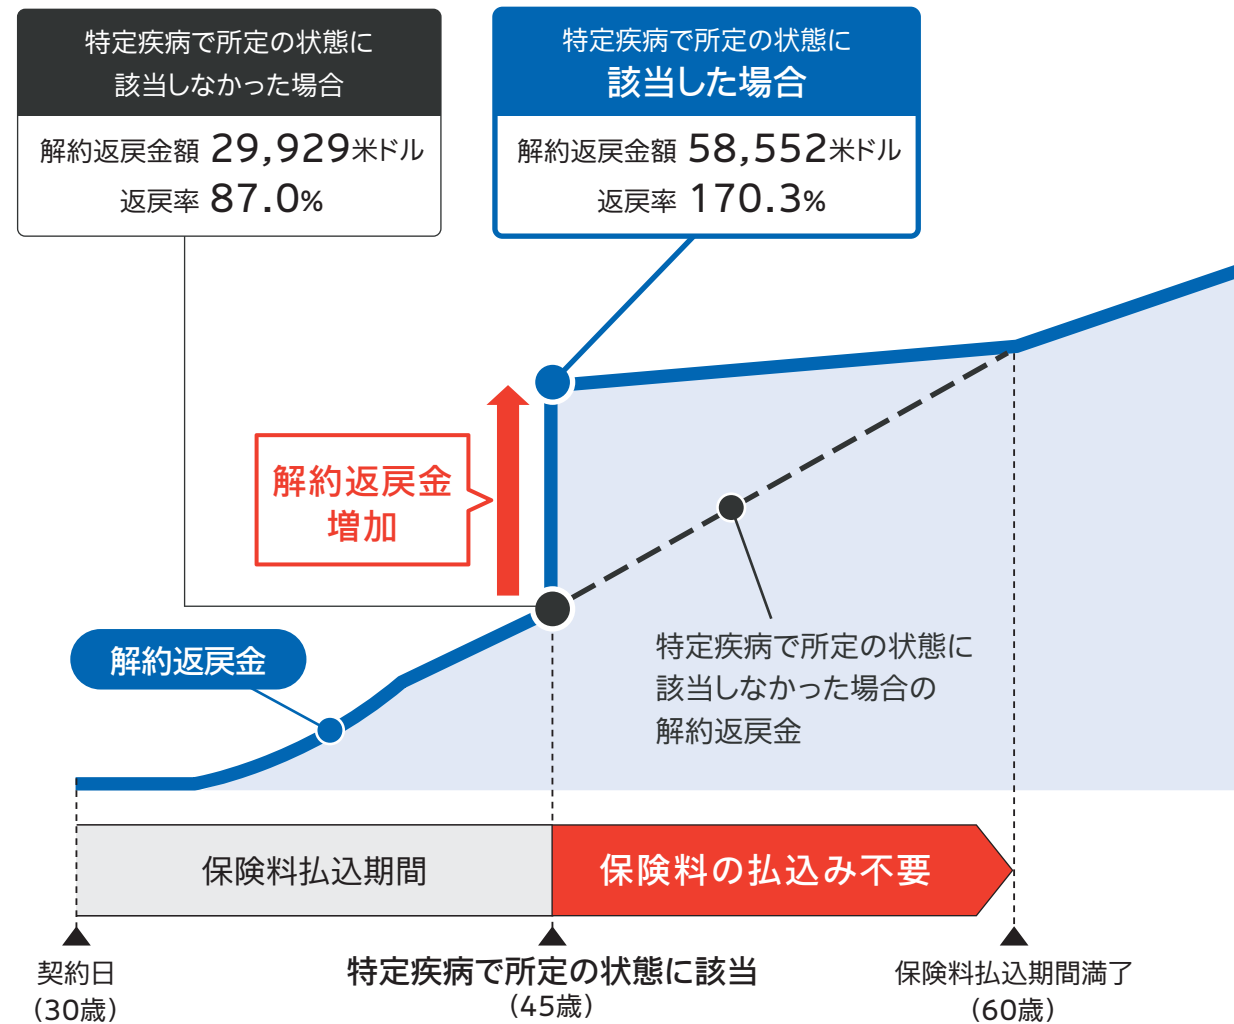 特定疾病で所定の状態に
該当しなかった場合
解約返戻金額 29,929米ドル
返戻率 87.0%
特定疾病で所定の状態に
該当した場合
解約返戻金額 58,552米ドル
返戻率 170.3%
解約返戻金
増加
解約返戻金
特定疾病で所定の状態に
該当しなかった場合の
解約返戻金
保険料払込期間
保険料の払込み不要
契約日
(30歳)
特定疾病で所定の状態に該当
(45歳)
保険料払込期間満了
(60歳)